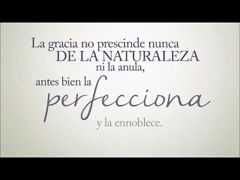 La gracia no prescinde nunca
DE LA NATURALEZA
ni la anula,
antes bien la
perfecciona
y la ennoblece.